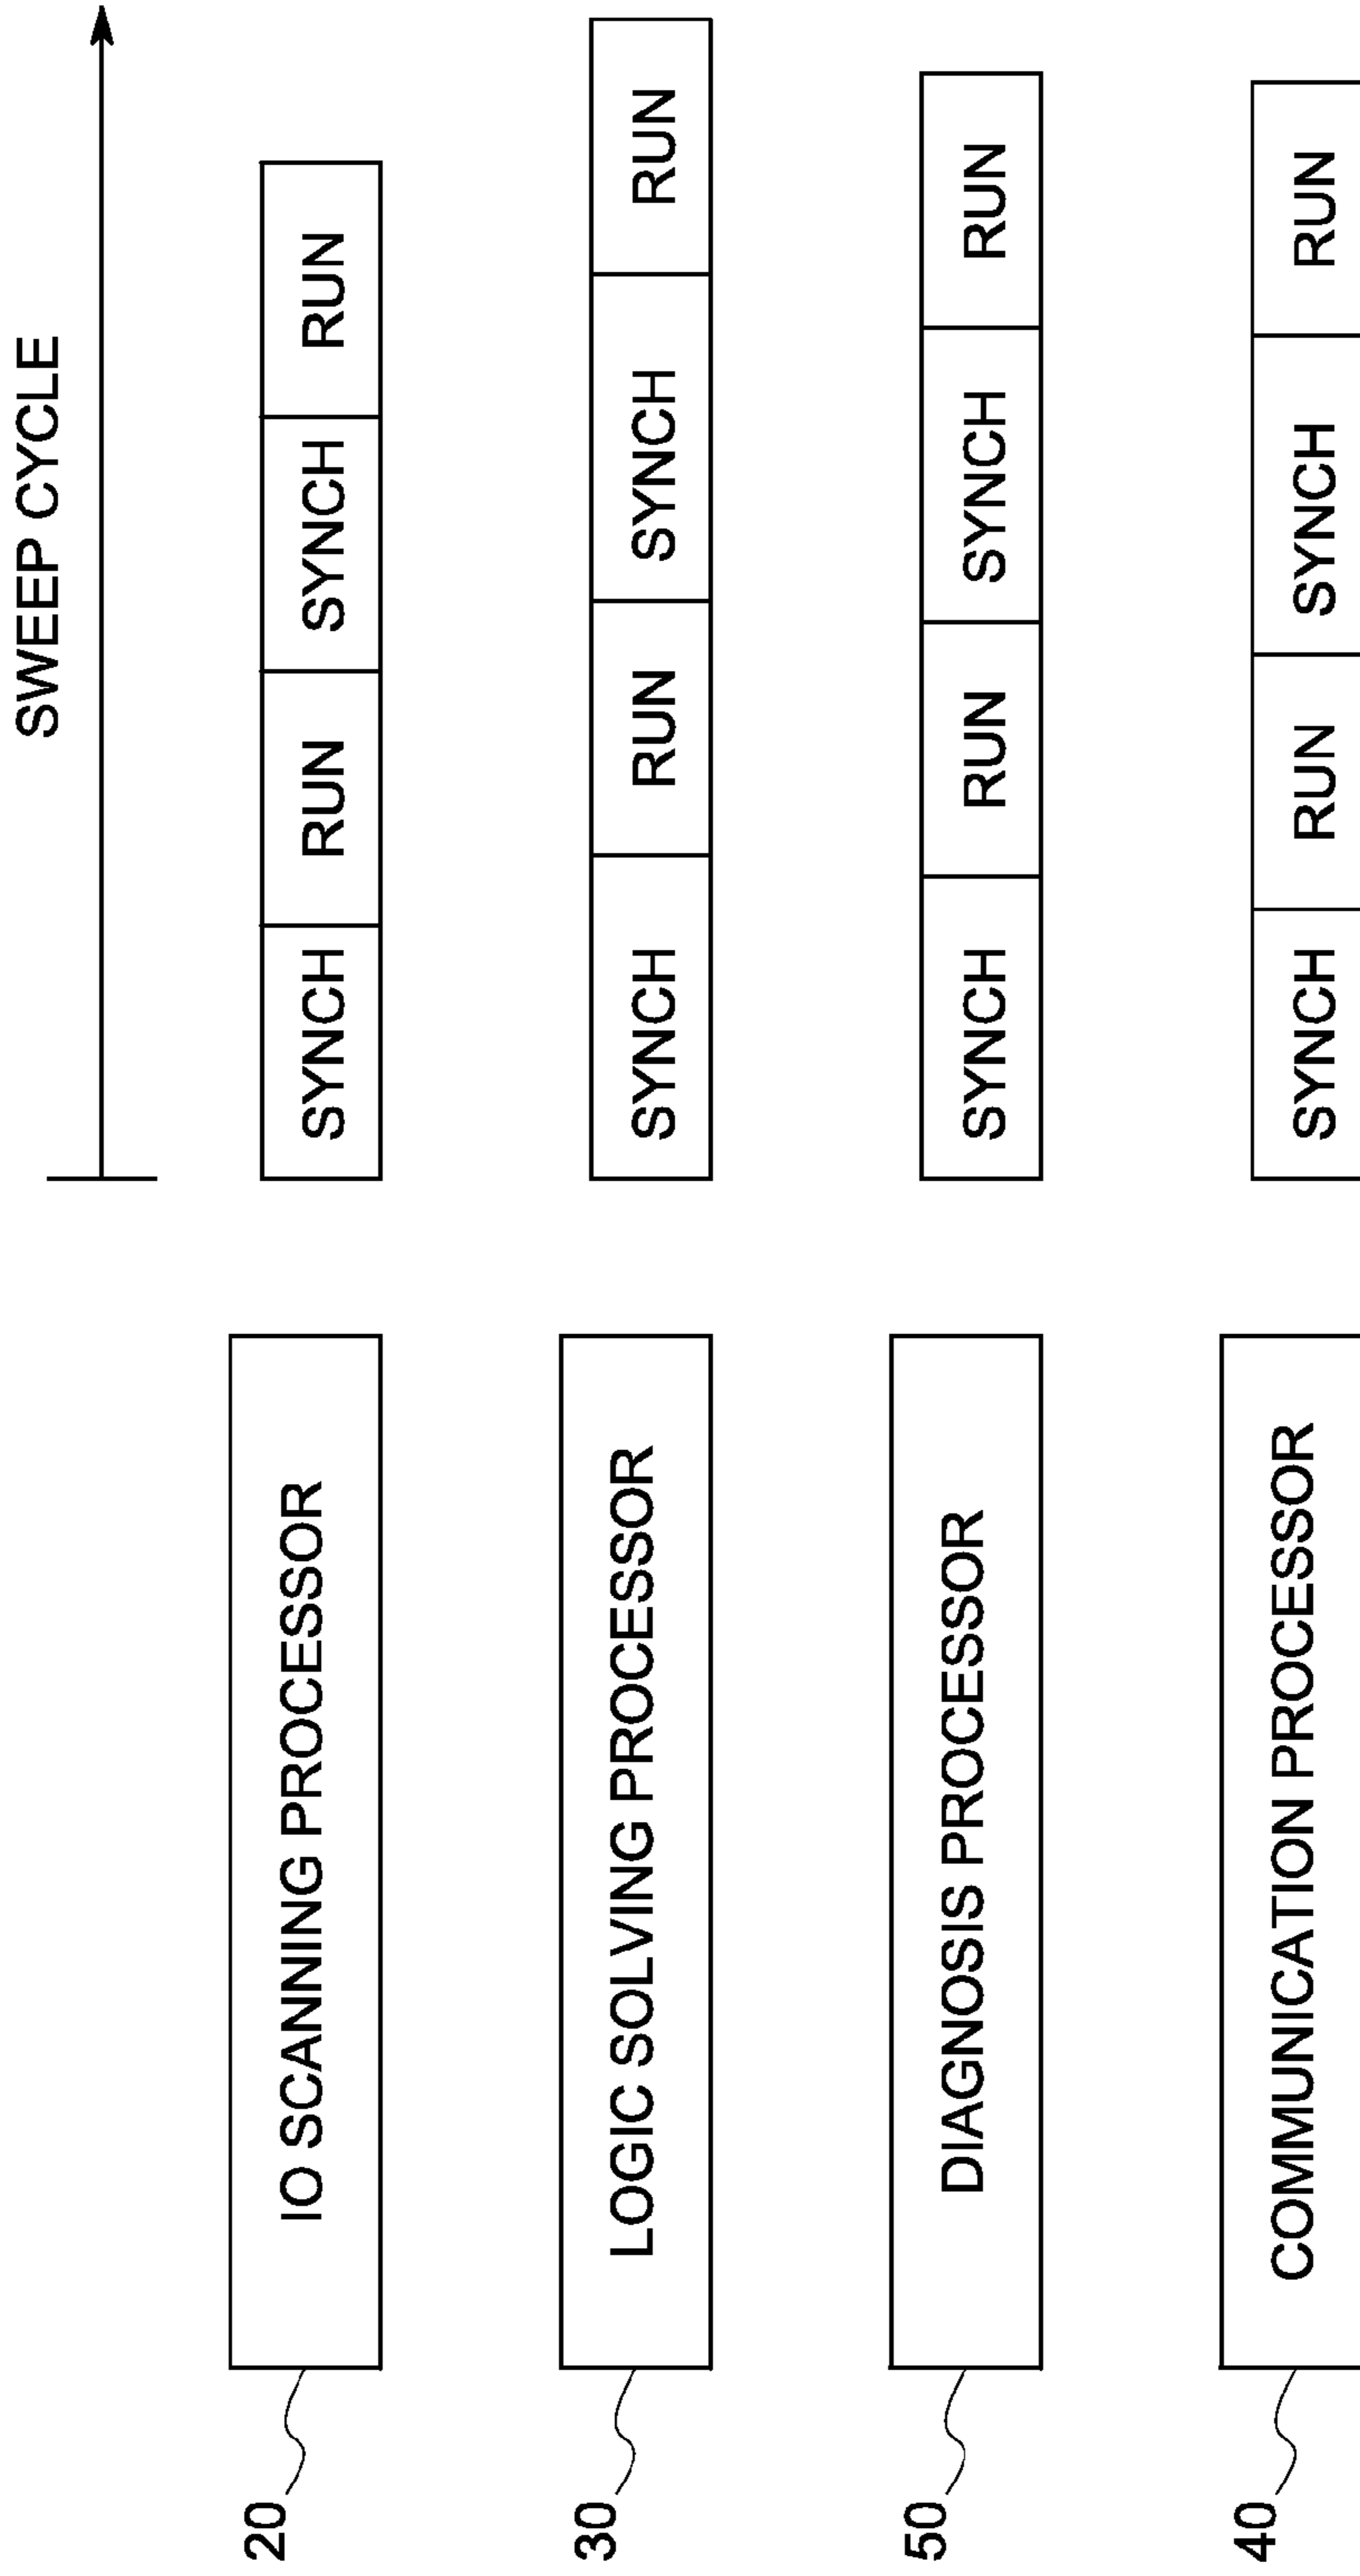 SWEEP CYCLE
20
IO SCANNING PROCESSOR
SYNCH
RUN
SYNCH
RUN
30
LOGIC SOLVING PROCESSOR
SYNCH
RUN
SYNCH
RUN
50
DIAGNOSIS PROCESSOR
SYNCH
RUN
SYNCH
RUN
40
COMMUNICATION PROCESSOR
SYNCH
RUN
SYNCH
RUN